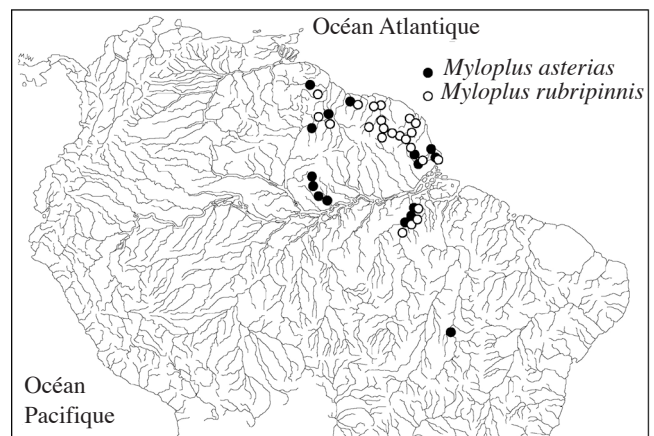 Océan Atlantique
Myloplus asterias
Myloplus rubripinnis
Océan
Pacifique